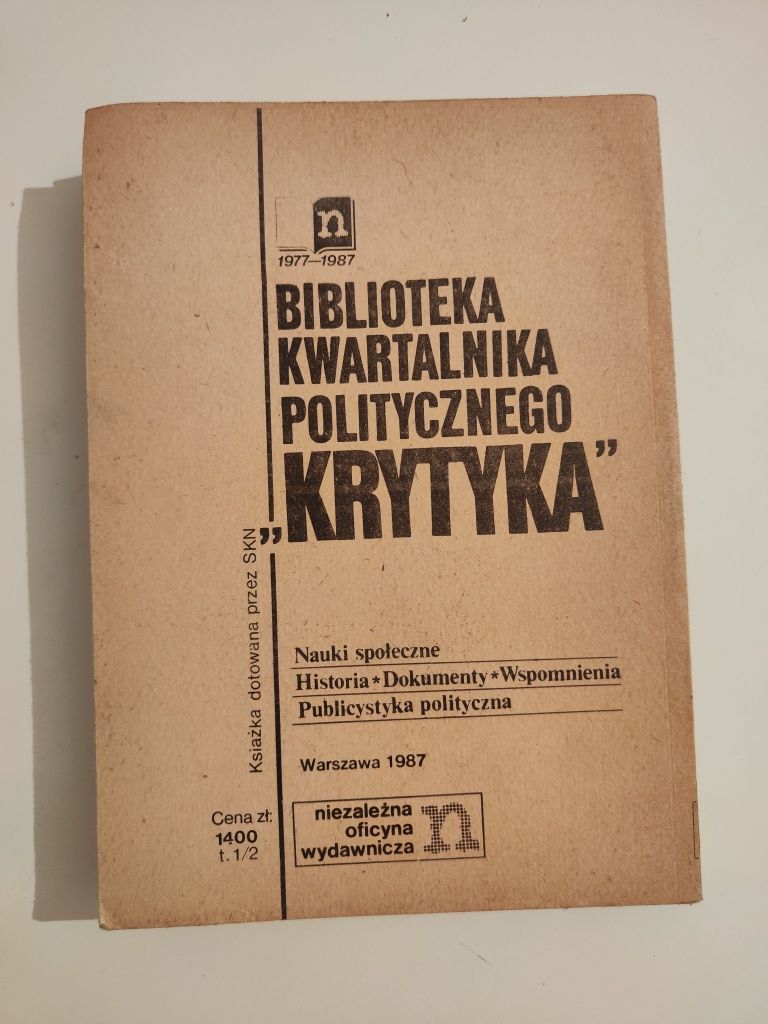 n
1977—1987
BIBLIOTEKA
KWARTALNIKA
POLITYCZNEGO
„KRYTYKA”
Książka dotowana przez SKN
Nauki społeczne
Historia * Dokumenty * Wspomnienia
Publicystyka polityczna
Warszawa 1987
Cena zł:
1400
t. 1/2
niezależna
oficyna
wydawnicza
n